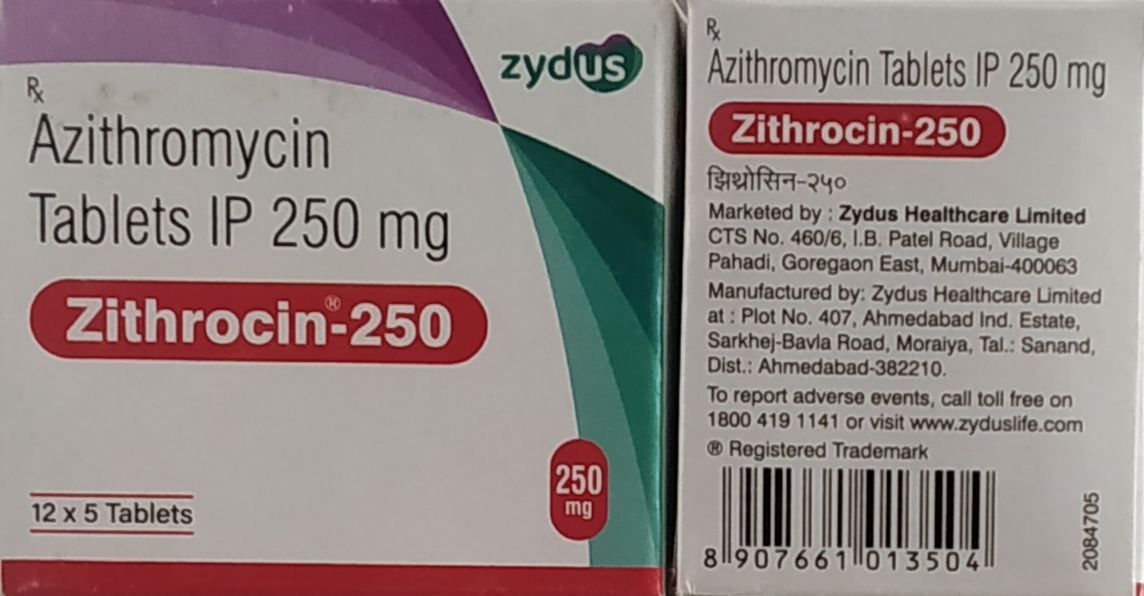 zydus
Rx
Azithromycin
Tablets IP 250 mg
Zithrocin®-250
12 x 5 Tablets
250
mg
Rx
Azithromycin Tablets IP 250 mg
Zithrocin®-250
झिथ्रोसिन-२५०
Marketed by : Zydus Healthcare Limited
CTS No. 460/6, I.B. Patel Road, Village
Pahadi, Goregaon East, Mumbai-400063
Manufactured by: Zydus Healthcare Limited
at : Plot No. 407, Ahmedabad Ind. Estate,
Sarkhej-Bavla Road, Moraiya, Tal.: Sanand,
Dist.: Ahmedabad-382210.
To report adverse events, call toll free on
1800 419 1141 or visit www.zyduslife.com
® Registered Trademark
8 907661 013504
2084705